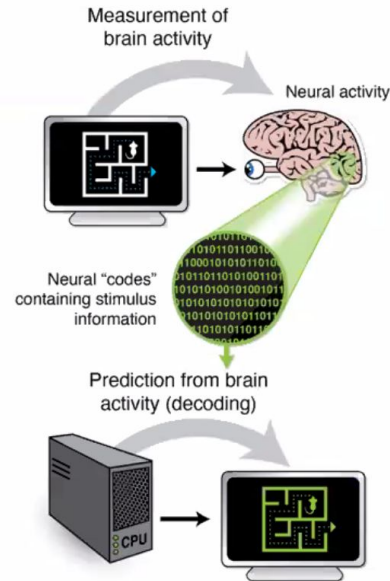 Measurement of
brain activity
Neural activity
Neural "codes"
containing stimulus
information
Prediction from brain
activity (decoding)
CPU